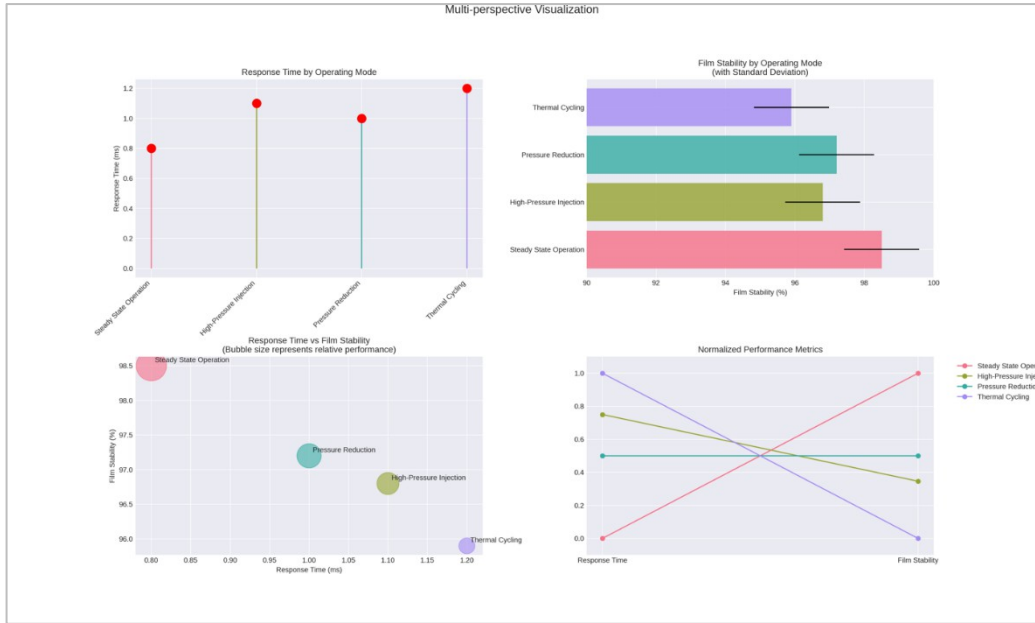 Multi-perspective Visualization
Response Time by Operating Mode
Response Time (ms)
1.2
1.0
0.8
0.6
0.4
0.2
0.0
Steady State Operation
High-Pressure Injection
Pressure Reduction
Thermal Cycling
Film Stability by Operating Mode
(with Standard Deviation)
Thermal Cycling
Pressure Reduction
High-Pressure Injection
Steady State Operation
90 92 94 96 98 100
Film Stability (%)
Response Time vs Film Stability
(Bubble size represents relative performance)
Film Stability (%)
98.5
98.0
97.5
97.0
96.5
96.0
Steady State Operation
Pressure Reduction
High-Pressure Injection
Thermal Cycling
0.80 0.85 0.90 0.95 1.00 1.05 1.10 1.15 1.20
Response Time (ms)
Normalized Performance Metrics
1.0
0.8
0.6
0.4
0.2
0.0
Response Time Film Stability
Steady State Oper
High-Pressure Inje
Pressure Reductio
Thermal Cycling